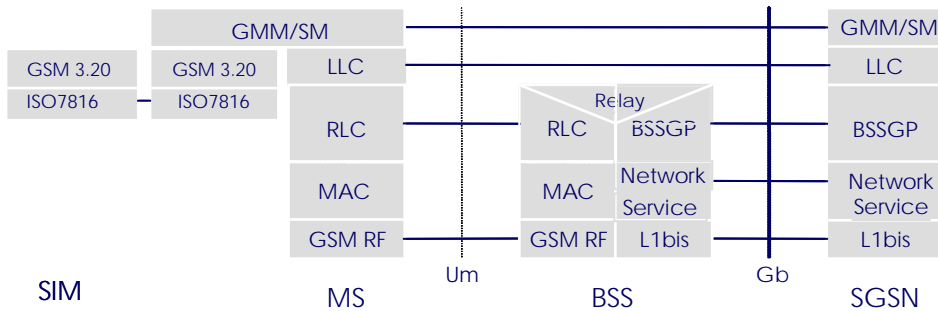 GMM/SM
GMM/SM
GSM 3.20
GSM 3.20
LLC
LLC
ISO7816
ISO7816
Relay
RLC
RLC
BSSGP
BSSGP
MAC
MAC
Network
Service
Network
Service
GSM RF
GSM RF
L1bis
L1bis
Um
Gb
SIM
MS
BSS
SGSN